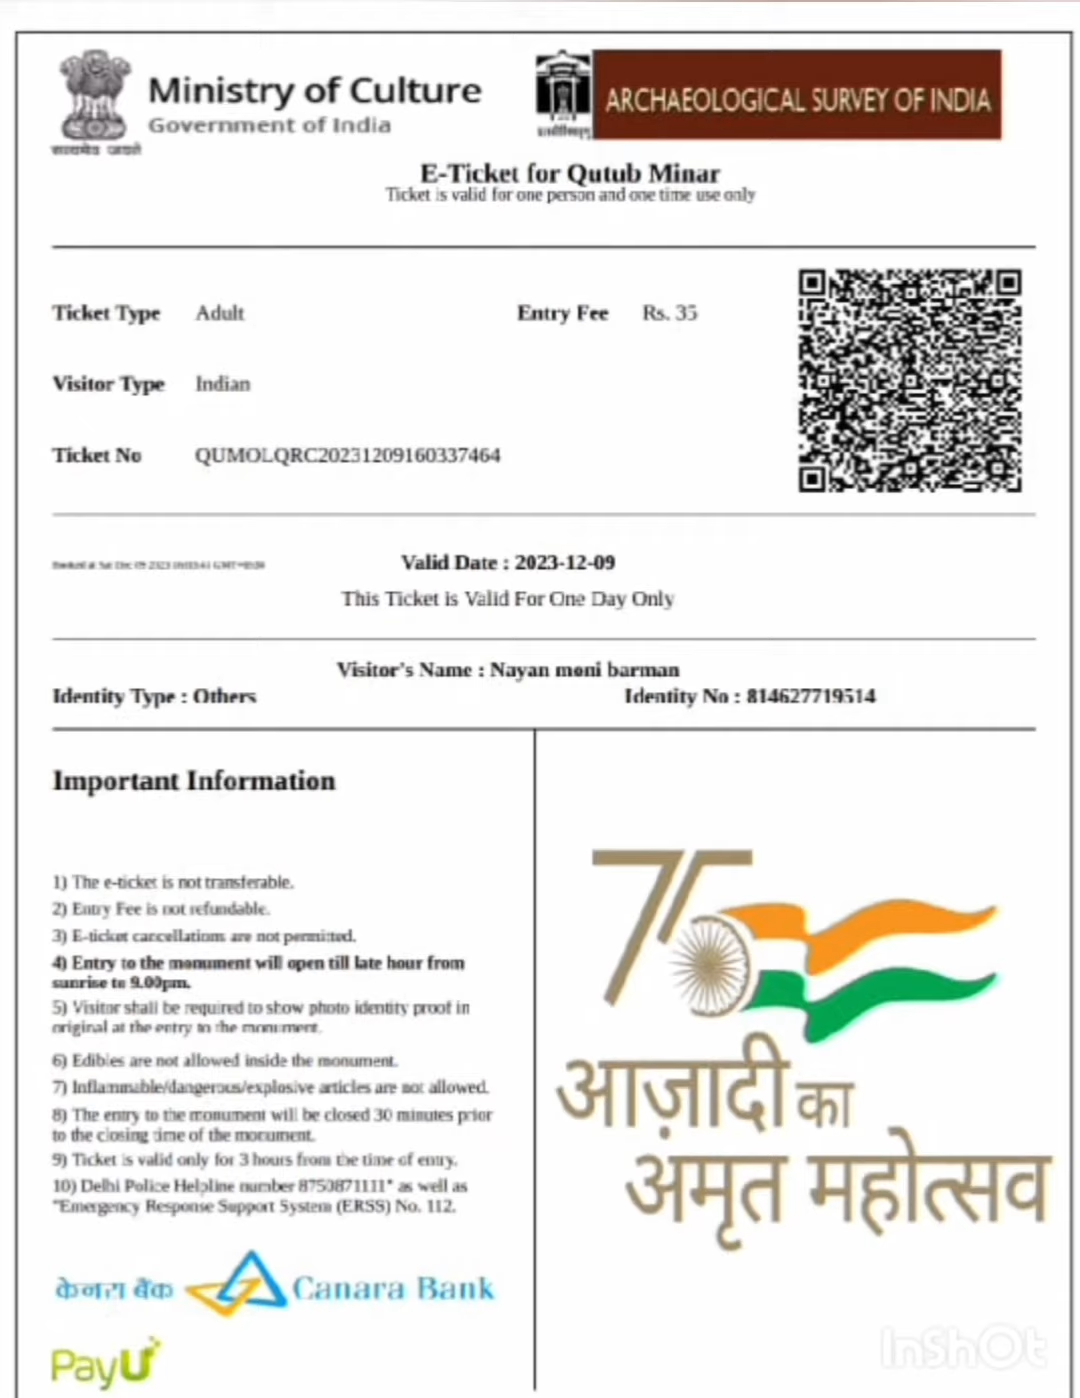 Ministry of Culture
Government of India
सत्यमेव जयते
ARCHAEOLOGICAL SURVEY OF INDIA
E-Ticket for Qutub Minar
Ticket is valid for one person and one time use only
Ticket Type Adult Entry Fee Rs. 35
Visitor Type Indian
Ticket No QUMOLQRC20231209160337464
Valid Date : 2023-12-09
This Ticket is Valid For One Day Only
Visitor's Name : Nayan moni barman
Identity Type : Others Identity No : 814627719514
Important Information
1) The e-ticket is not transferable.
2) Entry Fee is not refundable.
3) E-ticket cancellations are not permitted.
4) Entry to the monument will open till late hour from
sunrise to 9.00pm.
5) Visitor shall be required to show photo identity proof in
original at the entry to the monument.
6) Edibles are not allowed inside the monument.
7) Inflammable/dangerous/explosive articles are not allowed.
8) The entry to the monument will be closed 30 minutes prior
to the closing time of the monument.
9) Ticket is valid only for 3 hours from the time of entry.
10) Delhi Police Helpline number 8750871111* as well as
"Emergency Response Support System (ERSS) No. 112.
केनरा बैंक Canara Bank
PayU
75
आज़ादी का
अमृत महोत्सव
InShOt